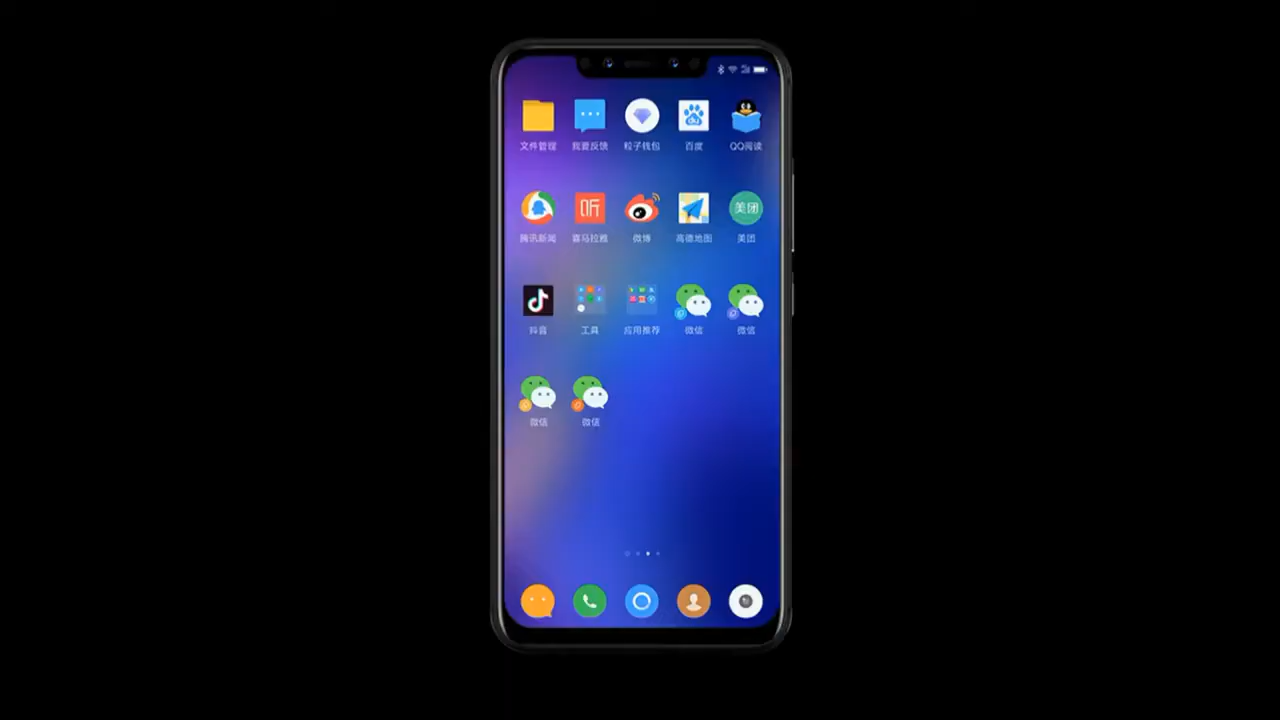 文件管理 我要反馈 粒子钱包 百度 QQ阅读
du
听
美团
腾讯新闻 喜马拉雅 微博 高德地图 美团
抖音 工具 应用推荐 微信 微信
微信 微信